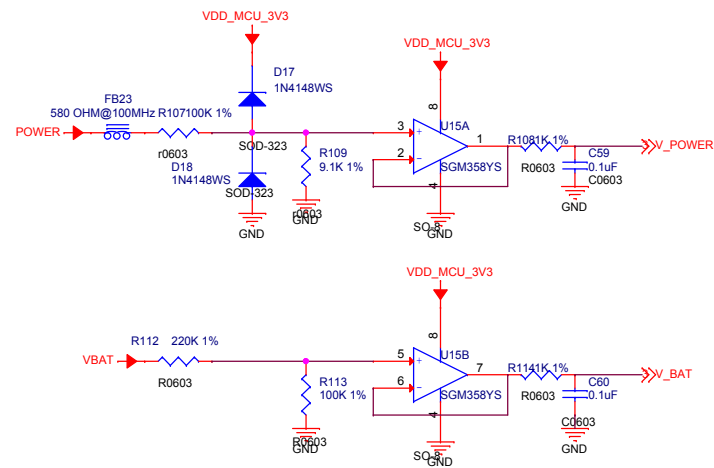 VDD_MCU_3V3
D17
1N4148WS
VDD_MCU_3V3
FB23
580 OHM@100MHz
R107100K 1%
8
U15A
POWER
3
+
1
R1081K 1%
V_POWER
r0603
SOD-323
2
-
R0603
C59
0.1uF
C0603
D18
1N4148WS
R109
9.1K 1%
SGM358YS
4
SOD-323
r0603
GND
GND
SO-8
GND
GND
VDD_MCU_3V3
8
U15B
R112
220K 1%
VBAT
5
+
7
R1141K 1%
V_BAT
R0603
6
-
R0603
C60
0.1uF
C0603
R113
100K 1%
SGM358YS
4
R0603
GND
SO-8
GND
GND